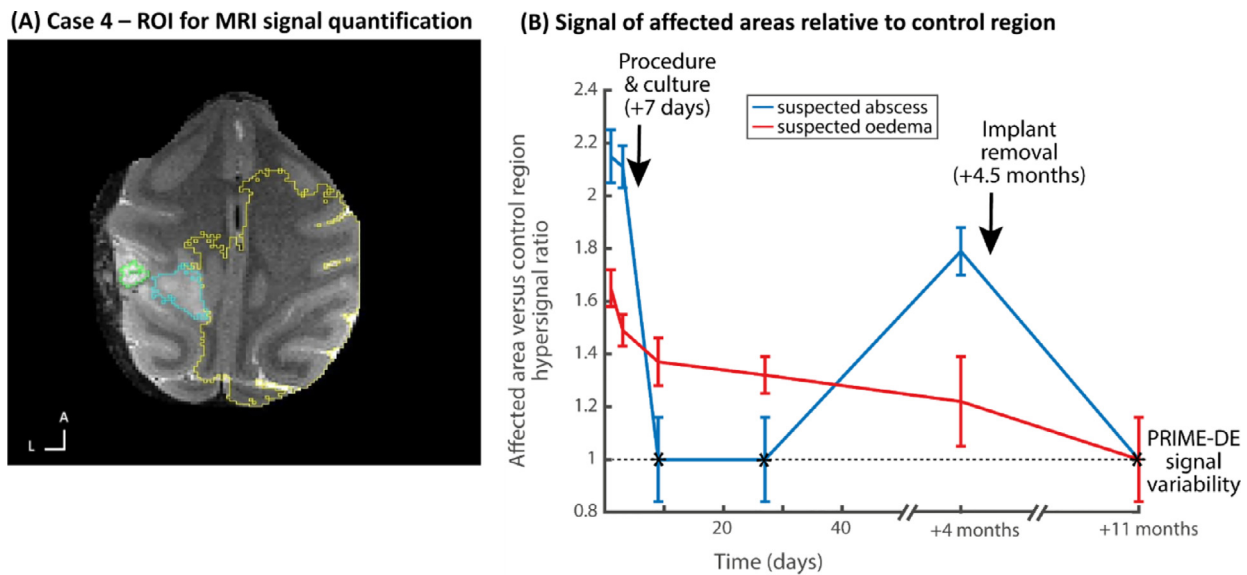 (A) Case 4 – ROI for MRI signal quantification
A
L
(B) Signal of affected areas relative to control region
Procedure
& culture
(+7 days)
suspected abscess
suspected oedema
Implant
removal
(+4.5 months)
Affected area versus control region
hypersignal ratio
2.4
2.2
2
1.8
1.6
1.4
1.2
1
0.8
PRIME-DE
signal
variability
20
40
+4 months
+11 months
Time (days)